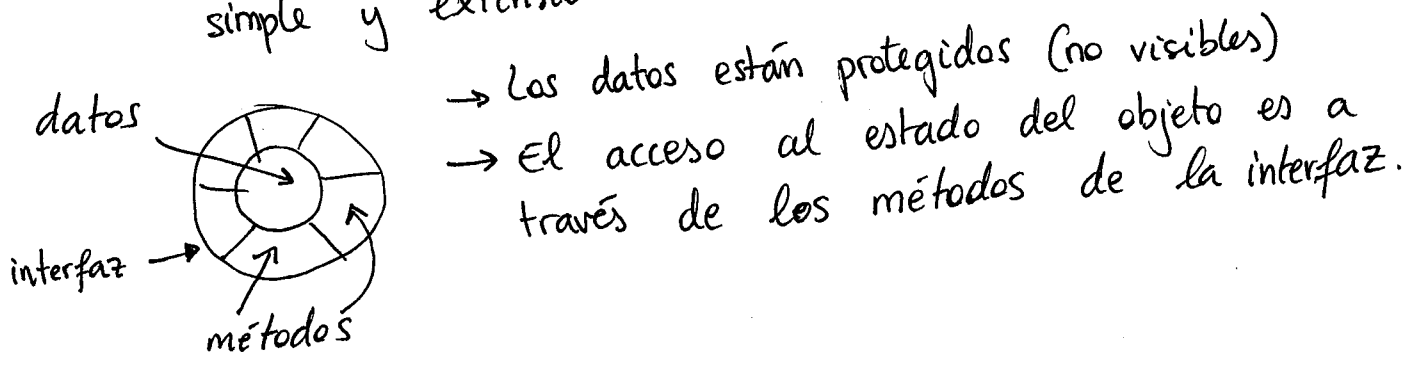 simple y
→ Los datos están protegidos (no visibles)
→ El acceso al estado del objeto es a
través de los métodos de la interfaz.
datos
interfaz
métodos